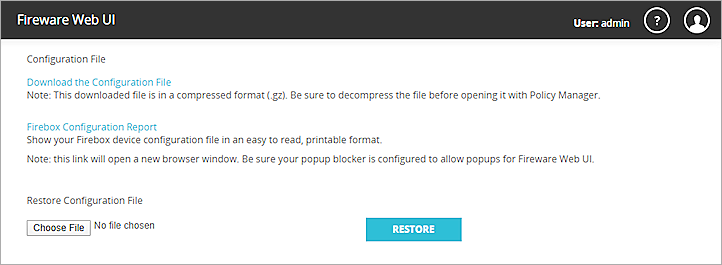 Fireware Web UI
User: admin
?
Configuration File
Download the Configuration File
Note: This downloaded file is in a compressed format (.gz). Be sure to decompress the file before opening it with Policy Manager.
Firebox Configuration Report
Show your Firebox device configuration file in an easy to read, printable format.
Note: this link will open a new browser window. Be sure your popup blocker is configured to allow popups for Fireware Web UI.
Restore Configuration File
Choose File No file chosen
RESTORE